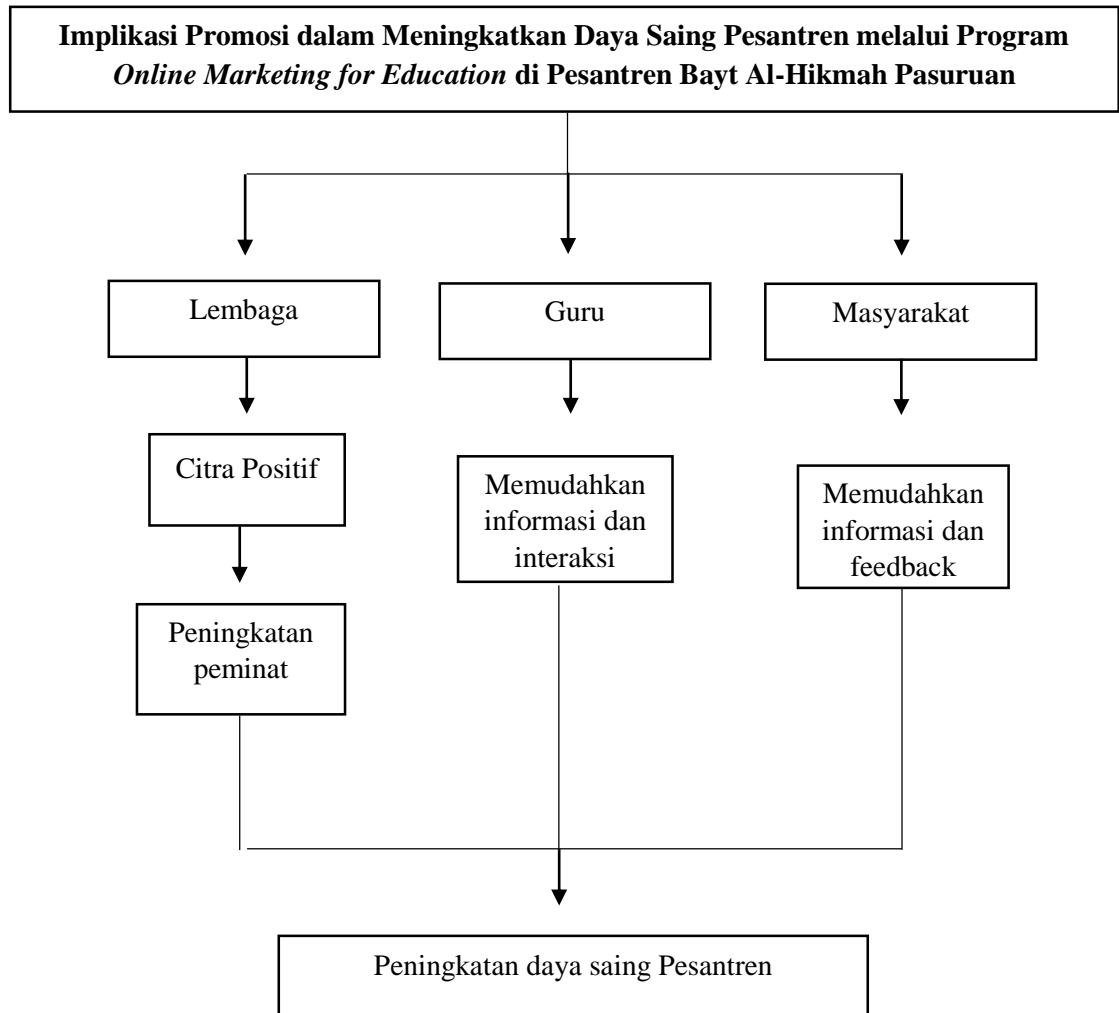 Implikasi Promosi dalam Meningkatkan Daya Saing Pesantren melalui Program
Online Marketing for Education di Pesantren Bayt Al-Hikmah Pasuruan
Lembaga
Guru
Masyarakat
Citra Positif
Memudahkan
informasi dan
interaksi
Memudahkan
informasi dan
feedback
Peningkatan
peminat
Peningkatan daya saing Pesantren